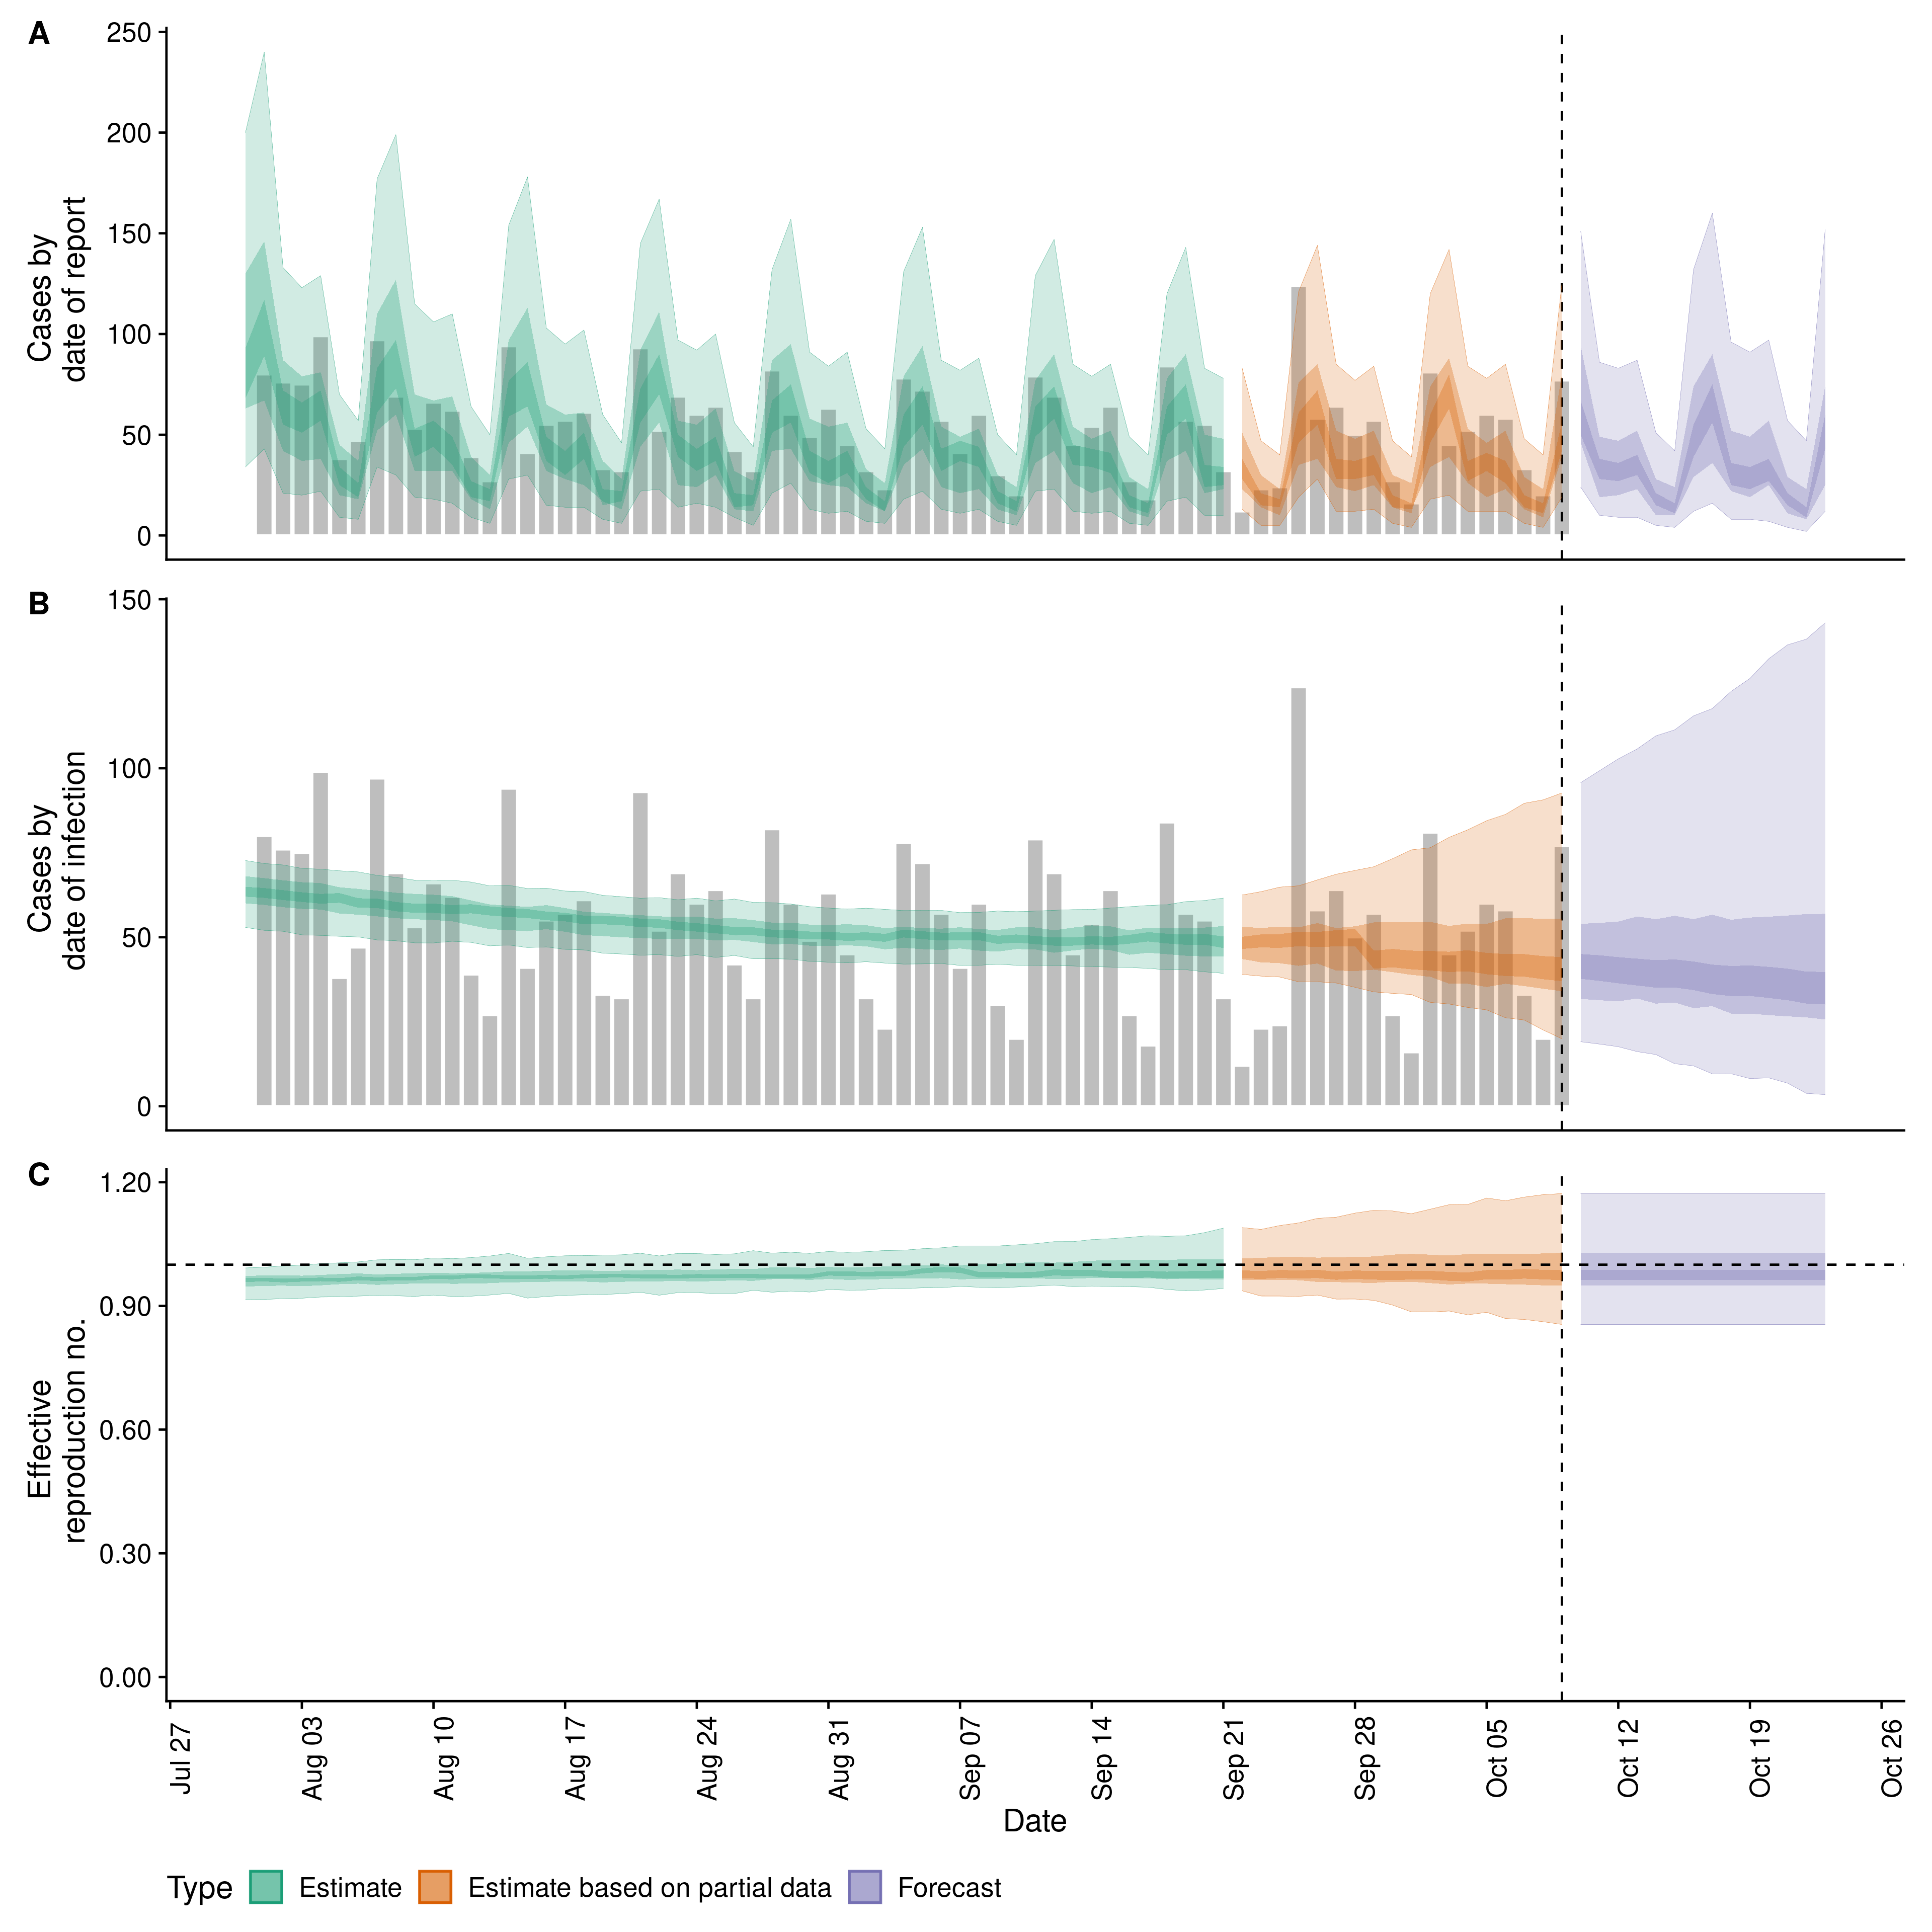 A
250
200
150
100
50
0
Cases by
date of report
B
150
100
50
0
Cases by
date of infection
C
1.20
0.90
0.60
0.30
0.00
Effective
reproduction no.
Jul 27
Aug 03
Aug 10
Aug 17
Aug 24
Aug 31
Sep 07
Sep 14
Sep 21
Sep 28
Oct 05
Oct 12
Oct 19
Oct 26
Date
Type Estimate Estimate based on partial data Forecast